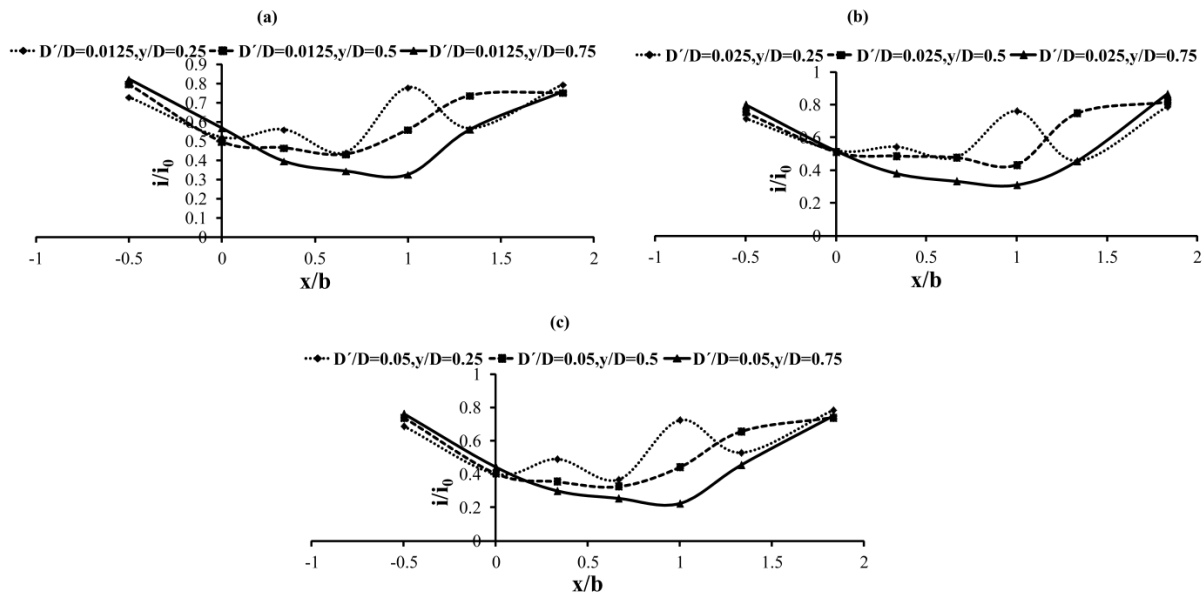 (a)
D´/D=0.0125,y/D=0.25 D´/D=0.0125,y/D=0.5 D´/D=0.0125,y/D=0.75
0.9
0.8
0.7
0.6
0.5
0.4
0.3
0.2
0.1
0
i/i0
-1 -0.5 0 0.5 1 1.5 2
x/b
(b)
D´/D=0.025,y/D=0.25 D´/D=0.025,y/D=0.5 D´/D=0.025,y/D=0.75
1
0.8
0.6
0.4
0.2
0
i/i0
-1 -0.5 0 0.5 1 1.5 2
x/b
(c)
D´/D=0.05,y/D=0.25 D´/D=0.05,y/D=0.5 D´/D=0.05,y/D=0.75
1
0.8
0.6
0.4
0.2
0
i/i0
-1 -0.5 0 0.5 1 1.5 2
x/b